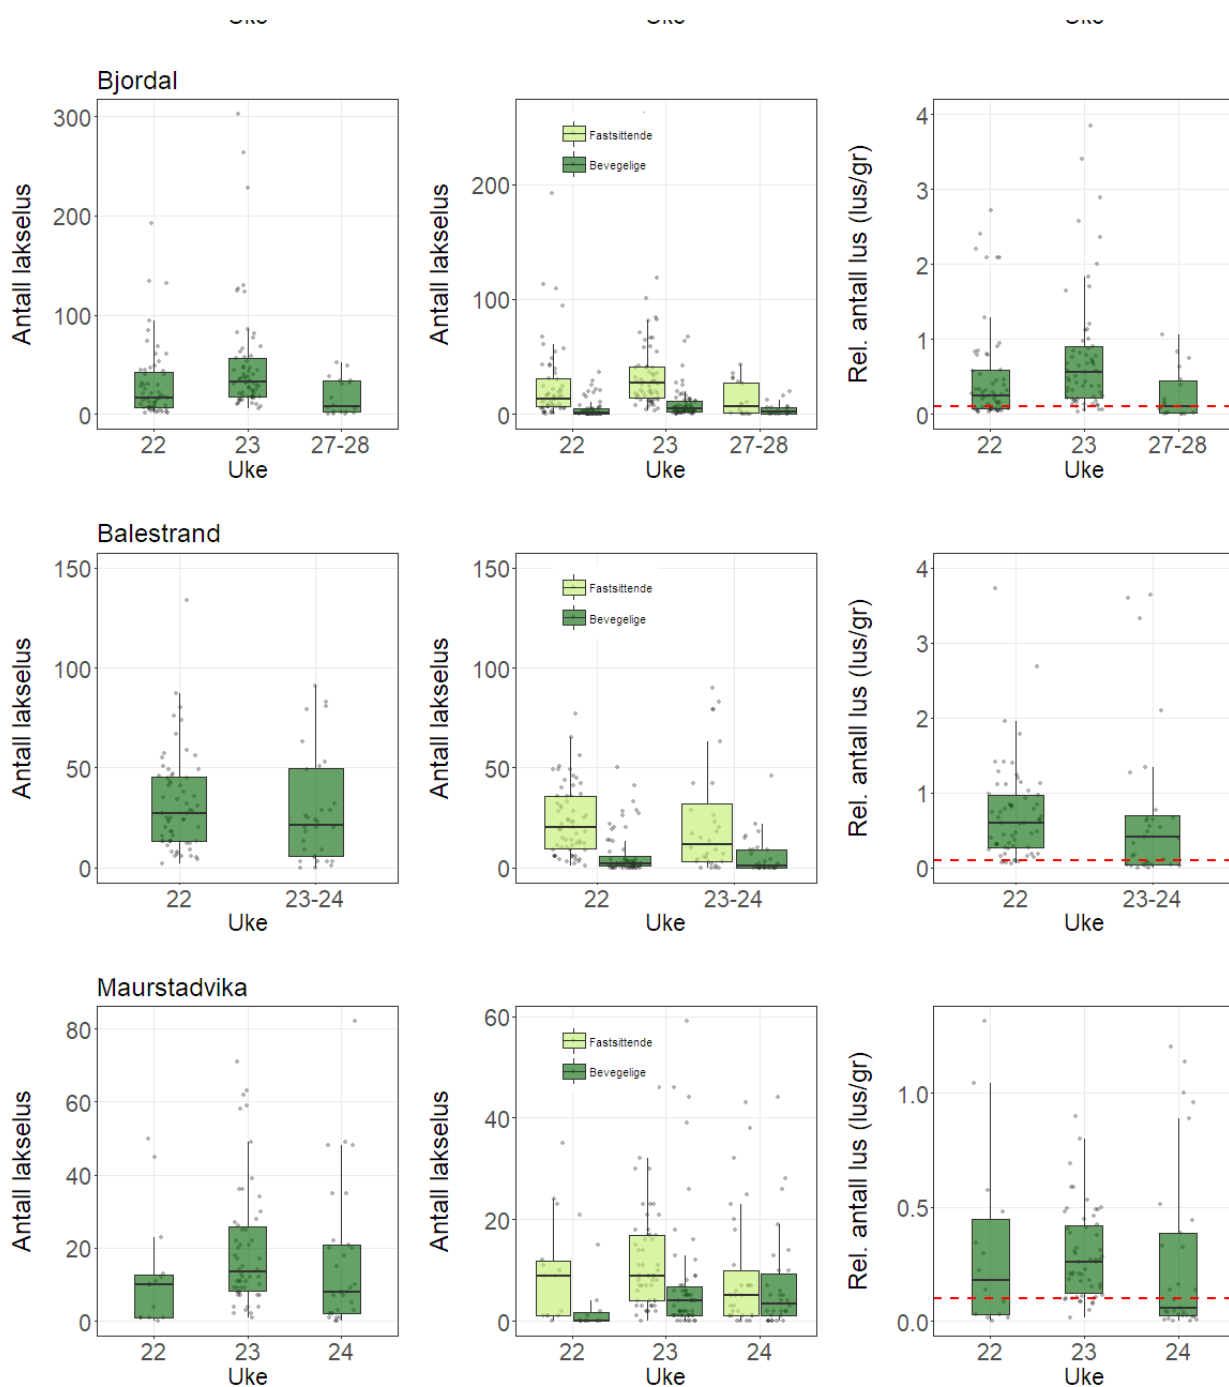 Uke Uke Uke
Bjordal
Antall lakselus
300
200
100
0
22 23 27-28
Uke
Antall lakselus
200
100
0
Fastsittende
Bevegelige
22 23 27-28
Uke
Rel. antall lus (lus/gr)
4
3
2
1
0
22 23 27-28
Uke
Balestrand
Antall lakselus
150
100
50
0
22 23-24
Uke
Antall lakselus
150
100
50
0
Fastsittende
Bevegelige
22 23-24
Uke
Rel. antall lus (lus/gr)
4
3
2
1
0
22 23-24
Uke
Maurstadvika
Antall lakselus
80
60
40
20
0
22 23 24
Uke
Antall lakselus
60
40
20
0
Fastsittende
Bevegelige
22 23 24
Uke
Rel. antall lus (lus/gr)
1.0
0.5
0.0
22 23 24
Uke